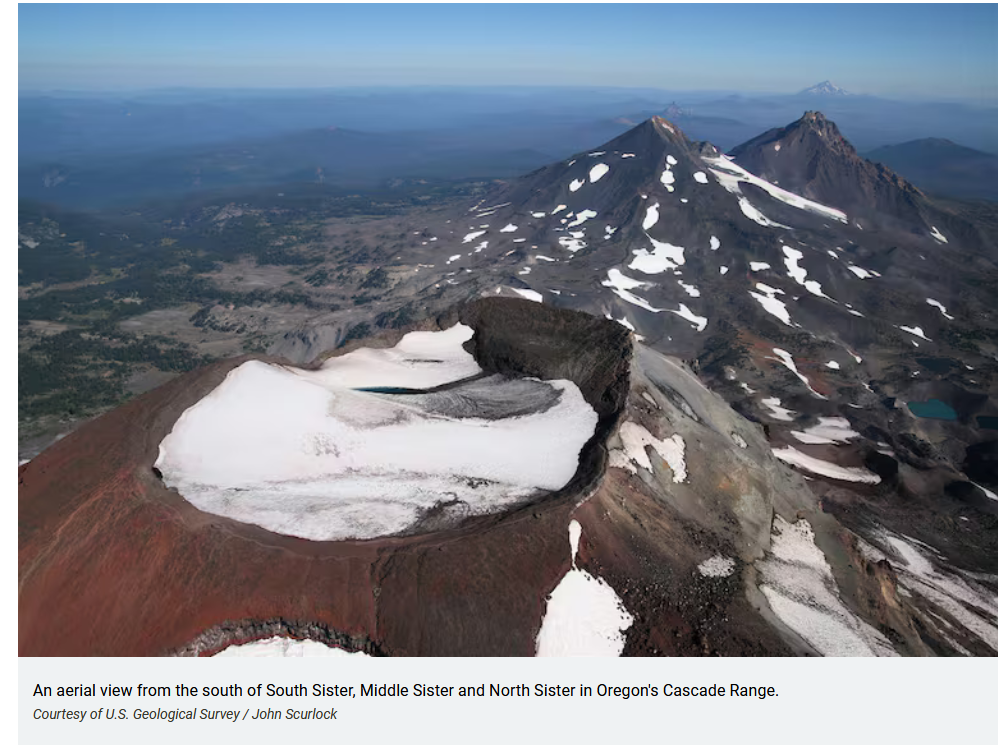 An aerial view from the south of South Sister, Middle Sister and North Sister in Oregon's Cascade Range.
Courtesy of U.S. Geological Survey / John Scurlock